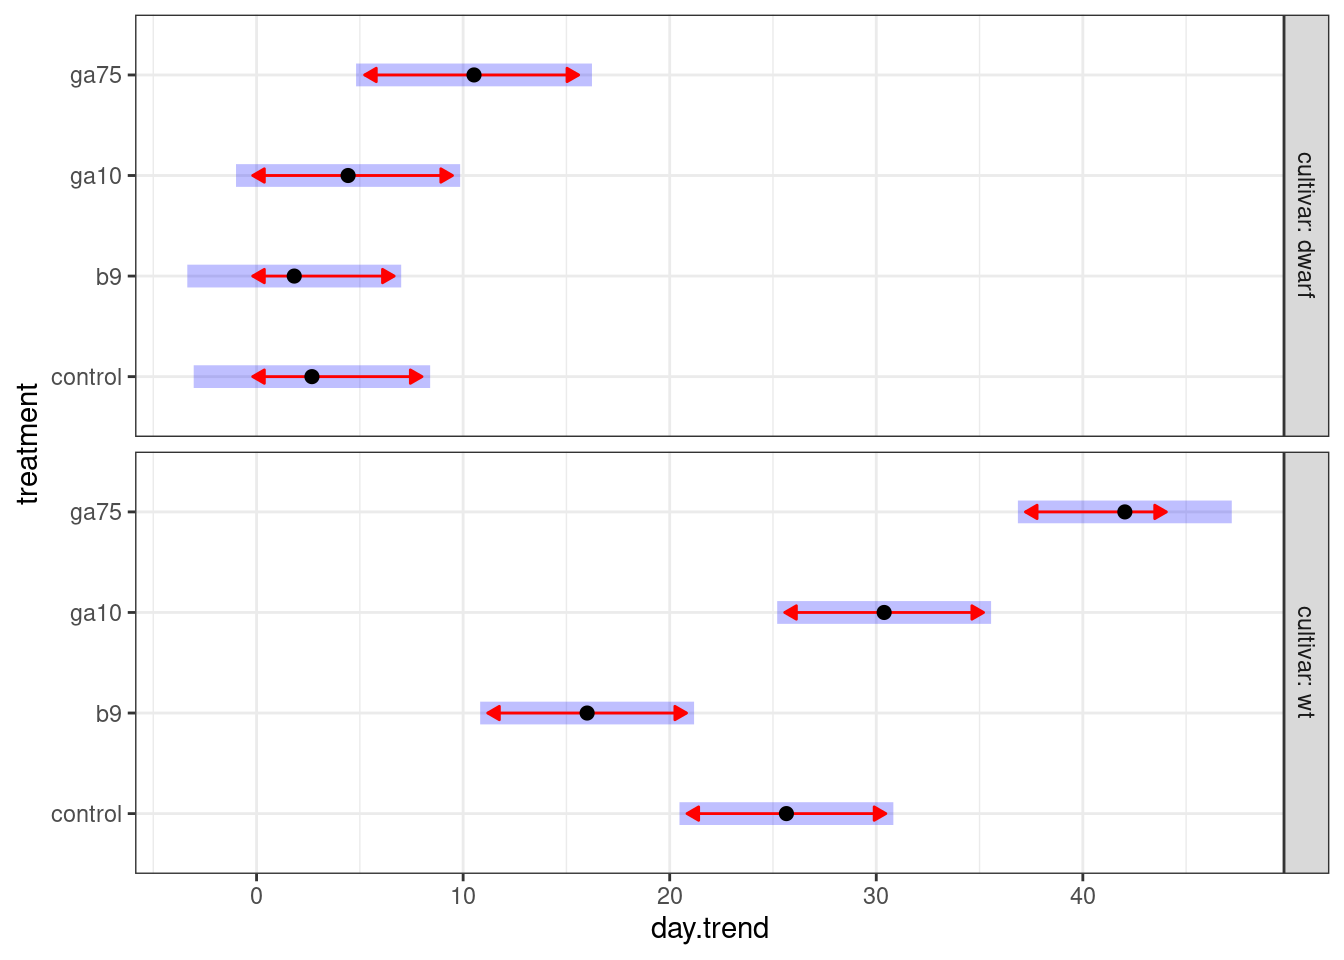 treatment
ga75
ga10
b9
control
cultivar: dwarf
ga75
ga10
b9
control
cultivar: wt
0 10 20 30 40
day.trend